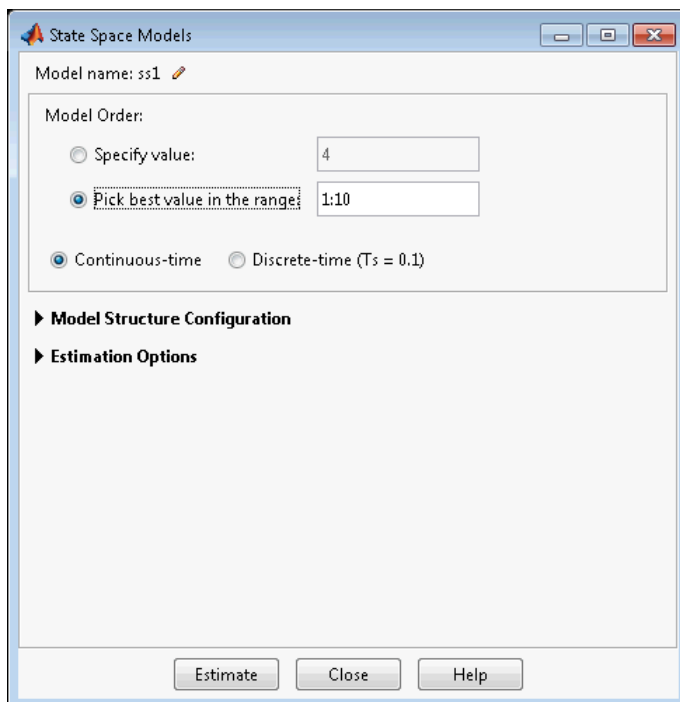 State Space Models
Model name: ss1
Model Order:
Specify value: 4
Pick best value in the range: 1:10
Continuous-time Discrete-time (Ts = 0.1)
Model Structure Configuration
Estimation Options
Estimate Close Help